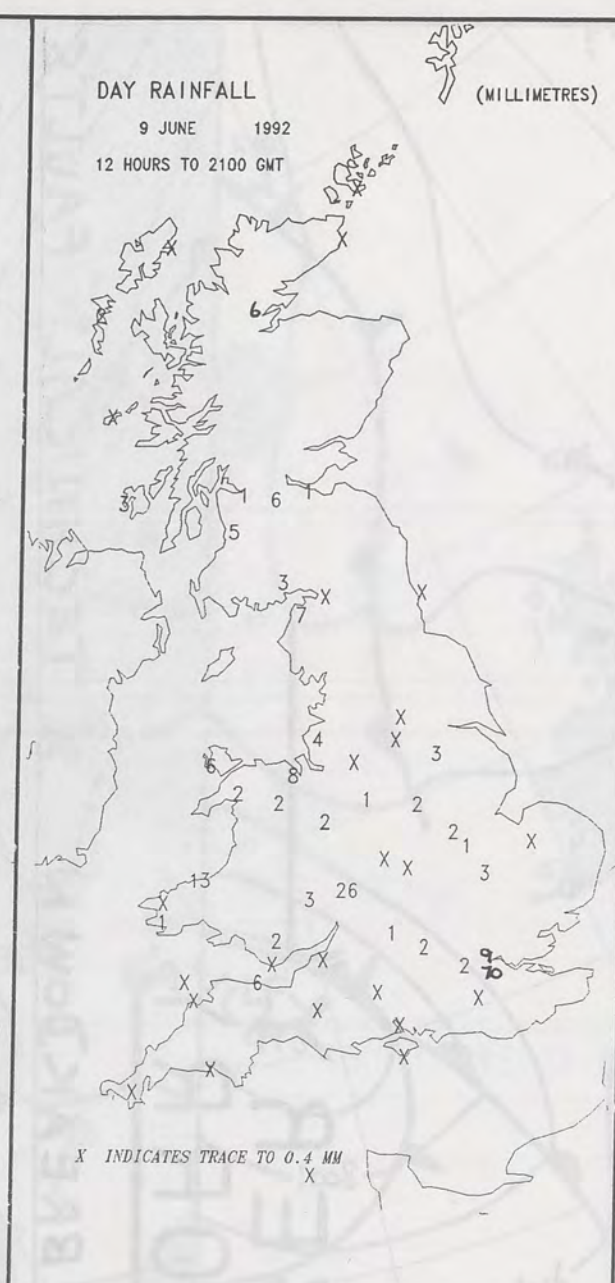 DAY RAINFALL (MILLIMETRES)
9 JUNE 1992
12 HOURS TO 2100 GMT
X
X X
6
X
3 1 6 1
5
3 X X
7
X
4 X 3
6 8 X
2 2 1 2
2 2 1 X
X X 3
13 3 26
X
1 2 1 2 9
X X 2 70
6 X X X
X X X
X X
X X
X INDICATES TRACE TO 0.4 MM
X